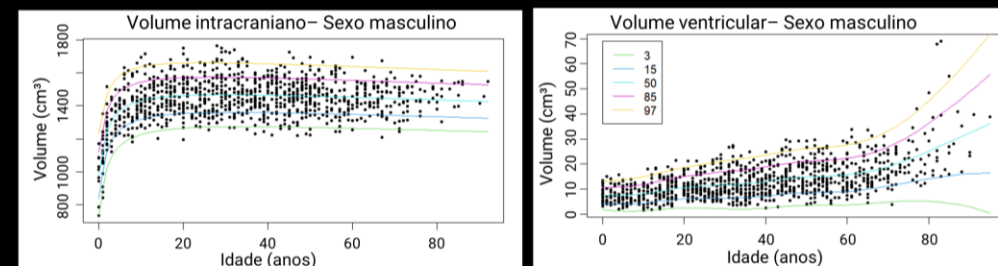 Volume intracraniano– Sexo masculino
Volume (cm³)
1800
1400
1000
800
0 20 40 60 80
Idade (anos)
Volume ventricular– Sexo masculino
Volume (cm³)
70
60
50
40
30
20
10
0
3
15
50
85
97
0 20 40 60 80
Idade (anos)